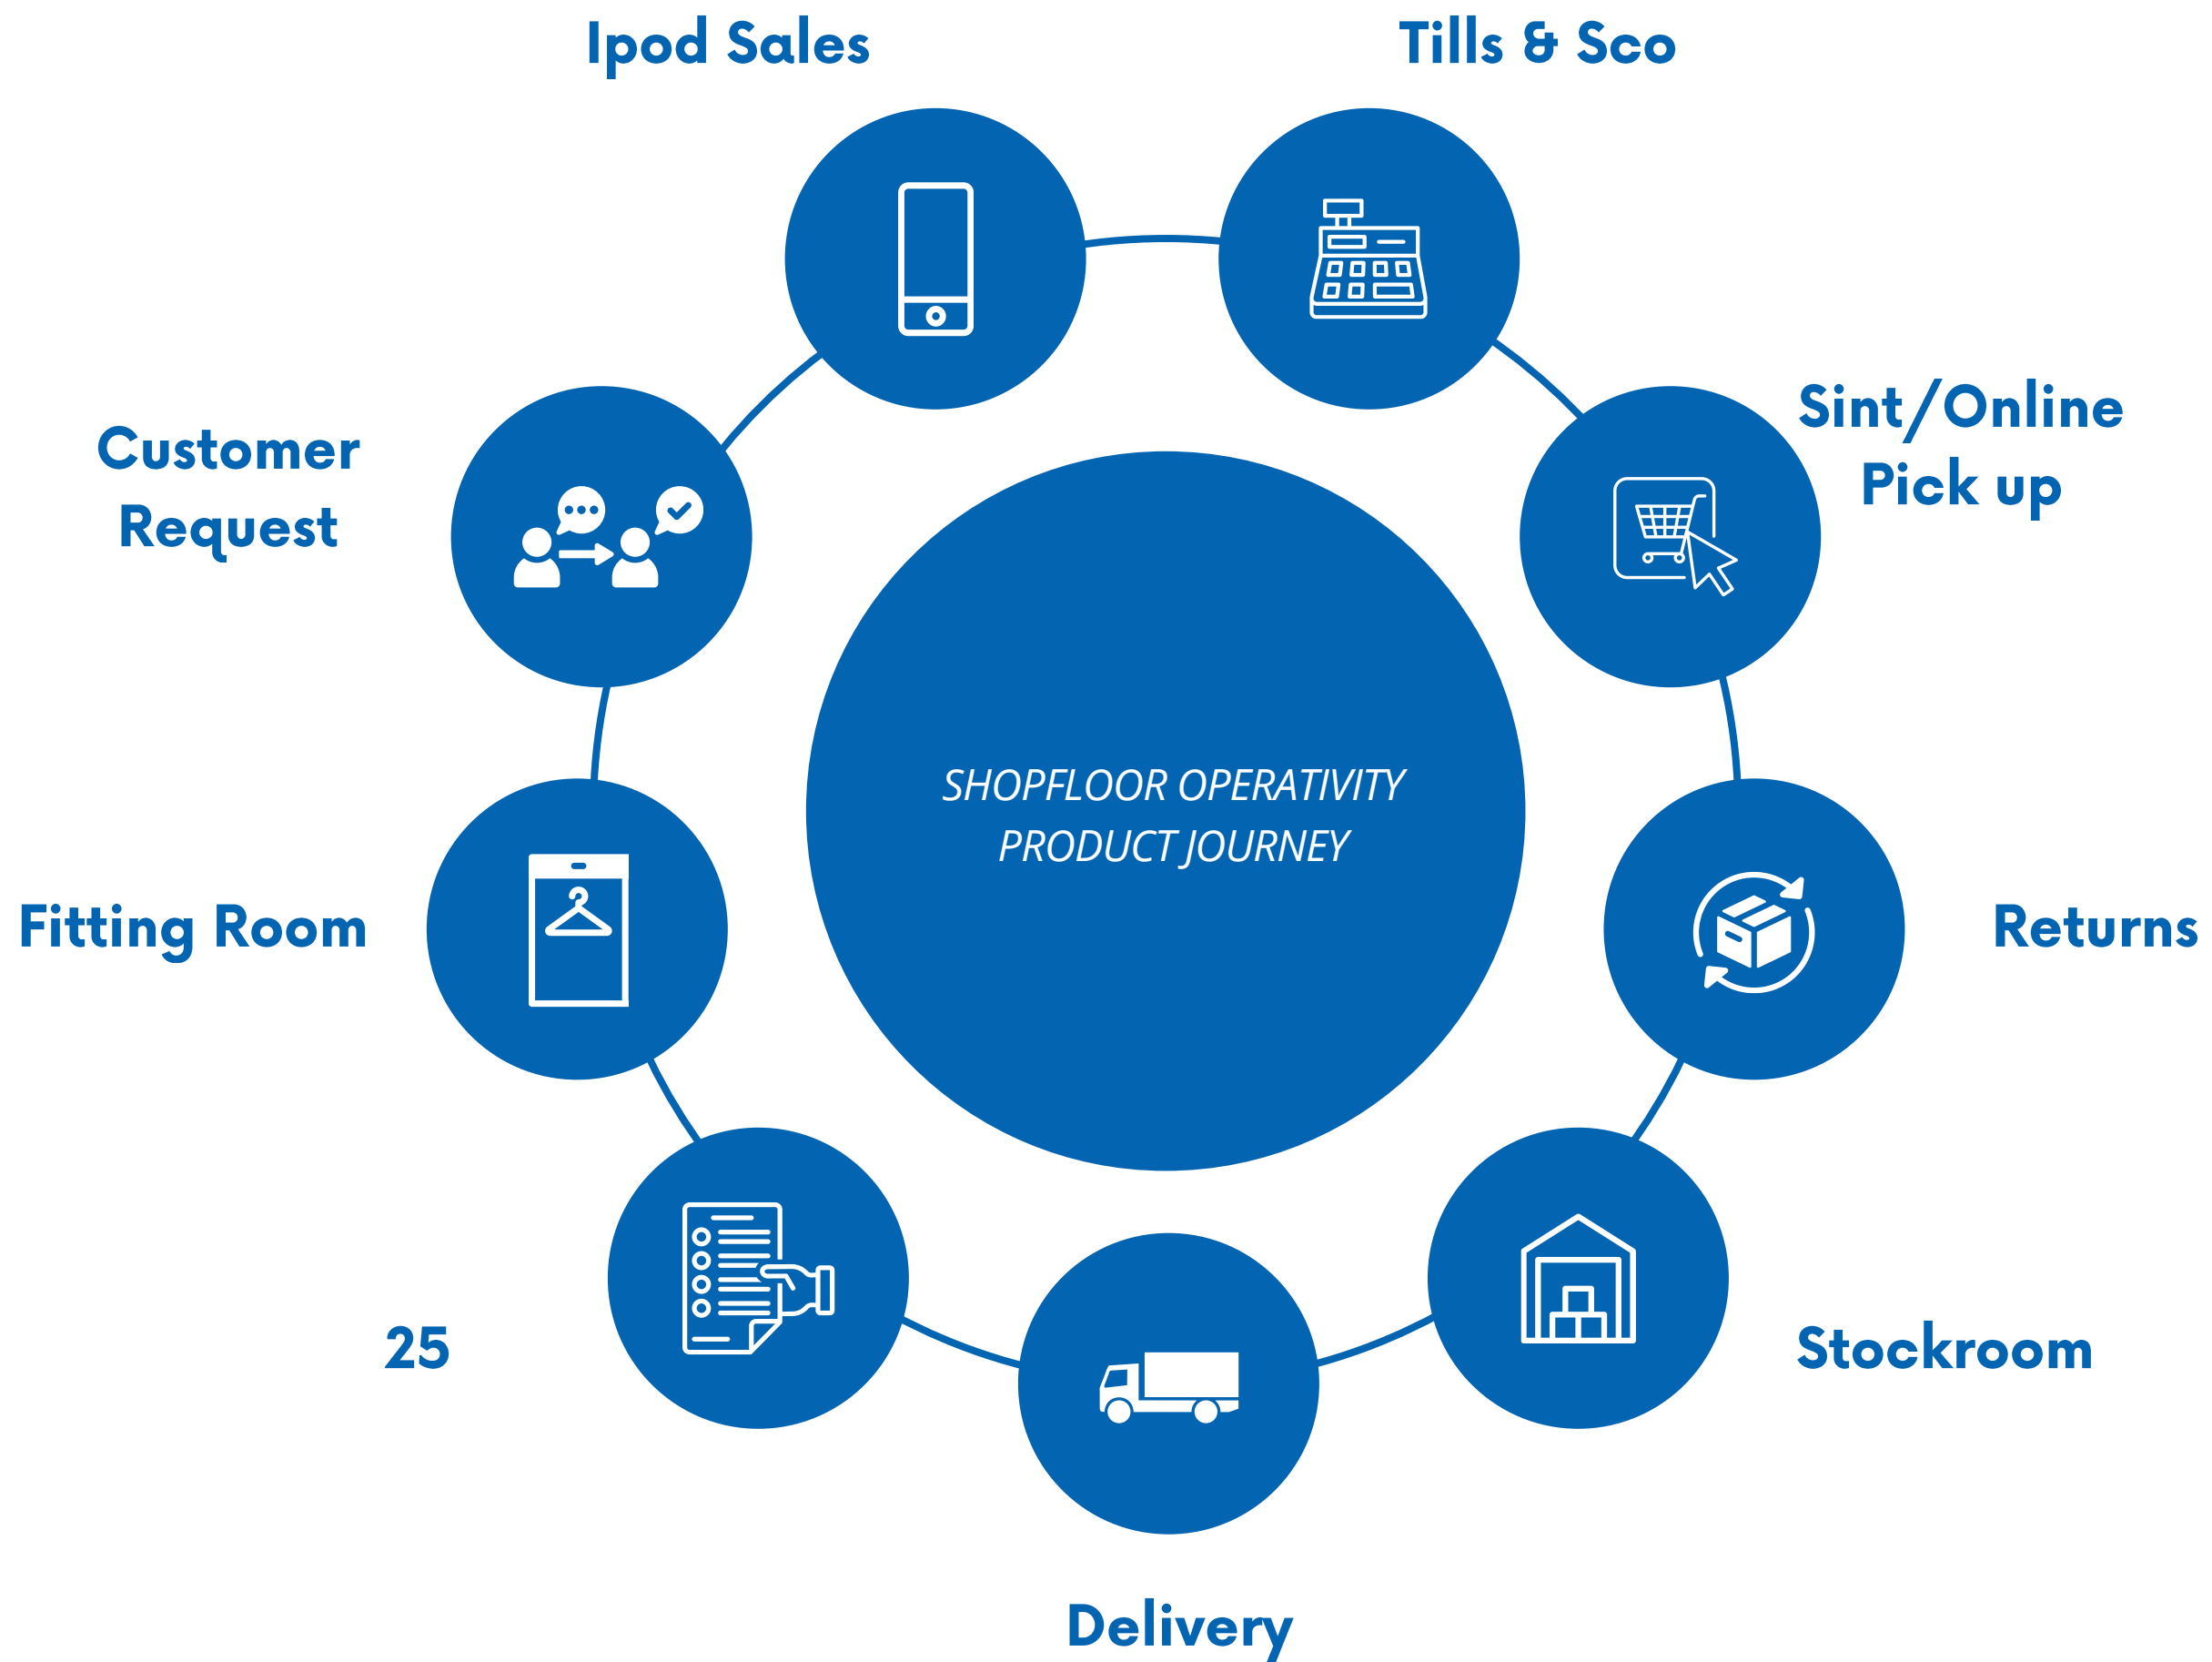 Ipod Sales
Tills & Sco
Sint/Online
Pick up
Customer
Request
SHOPFLOOR OPERATIVITY
PRODUCT JOURNEY
Fitting Room
Returns
25
Stockroom
Delivery